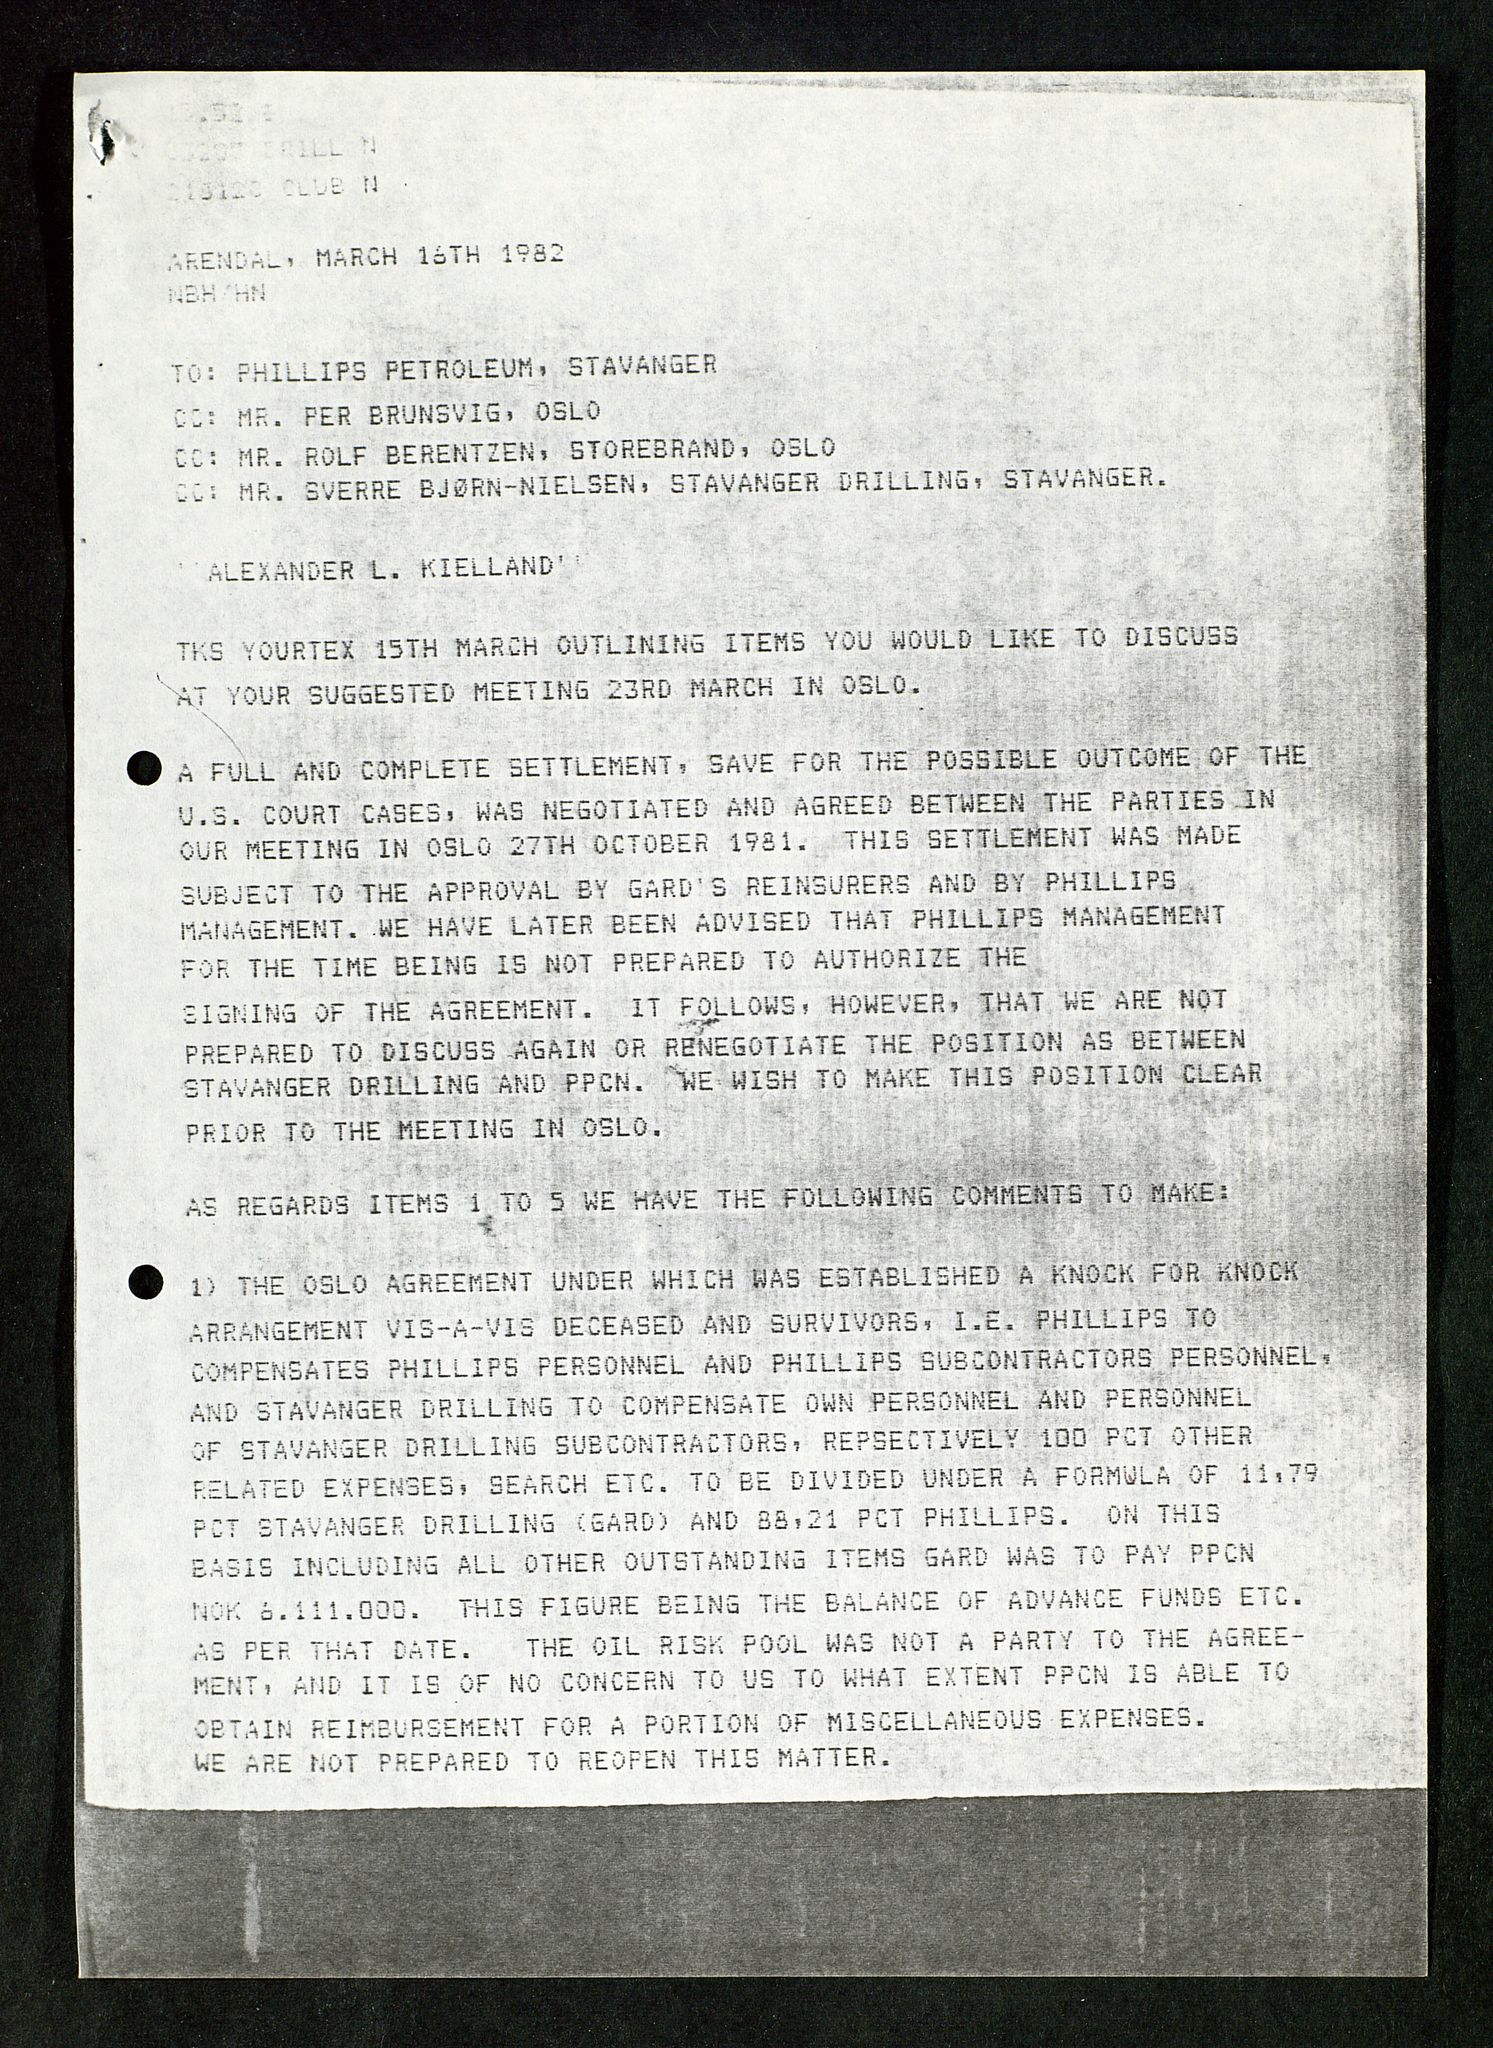 DRILL N
CLUB N
ARENDAL, MARCH 16TH 1982
NBH/HN
TO: PHILLIPS PETROLEUM, STAVANGER
CC: MR. PER BRUNSVIG, OSLO
CC: MR. ROLF BERENTZEN, STOREBRAND, OSLO
CC: MR. SVERRE BJØRN-NIELSEN, STAVANGER DRILLING, STAVANGER.
''ALEXANDER L. KIELLAND''
TKS YOURTEX 15TH MARCH OUTLINING ITEMS YOU WOULD LIKE TO DISCUSS
AT YOUR SUGGESTED MEETING 23RD MARCH IN OSLO.
A FULL AND COMPLETE SETTLEMENT, SAVE FOR THE POSSIBLE OUTCOME OF THE
U.S. COURT CASES, WAS NEGOTIATED AND AGREED BETWEEN THE PARTIES IN
OUR MEETING IN OSLO 27TH OCTOBER 1981. THIS SETTLEMENT WAS MADE
SUBJECT TO THE APPROVAL BY GARD'S REINSURERS AND BY PHILLIPS
MANAGEMENT. WE HAVE LATER BEEN ADVISED THAT PHILLIPS MANAGEMENT
FOR THE TIME BEING IS NOT PREPARED TO AUTHORIZE THE
SIGNING OF THE AGREEMENT. IT FOLLOWS, HOWEVER, THAT WE ARE NOT
PREPARED TO DISCUSS AGAIN OR RENEGOTIATE THE POSITION AS BETWEEN
STAVANGER DRILLING AND PPCN. WE WISH TO MAKE THIS POSITION CLEAR
PRIOR TO THE MEETING IN OSLO.
AS REGARDS ITEMS 1 TO 5 WE HAVE THE FOLLOWING COMMENTS TO MAKE:
1) THE OSLO AGREEMENT UNDER WHICH WAS ESTABLISHED A KNOCK FOR KNOCK
ARRANGEMENT VIS-A-VIS DECEASED AND SURVIVORS, I.E. PHILLIPS TO
COMPENSATES PHILLIPS PERSONNEL AND PHILLIPS SUBCONTRACTORS PERSONNEL,
AND STAVANGER DRILLING TO COMPENSATE OWN PERSONNEL AND PERSONNEL
OF STAVANGER DRILLING SUBCONTRACTORS, REPSECTIVELY 100 PCT OTHER
RELATED EXPENSES, SEARCH ETC. TO BE DIVIDED UNDER A FORMULA OF 11,79
PCT STAVANGER DRILLING (GARD) AND 88,21 PCT PHILLIPS. ON THIS
BASIS INCLUDING ALL OTHER OUTSTANDING ITEMS GARD WAS TO PAY PPCN
NOK 6.111.000. THIS FIGURE BEING THE BALANCE OF ADVANCE FUNDS ETC.
AS PER THAT DATE. THE OIL RISK POOL WAS NOT A PARTY TO THE AGREE-
MENT, AND IT IS OF NO CONCERN TO US TO WHAT EXTENT PPCN IS ABLE TO
OBTAIN REIMBURSEMENT FOR A PORTION OF MISCELLANEOUS EXPENSES.
WE ARE NOT PREPARED TO REOPEN THIS MATTER.